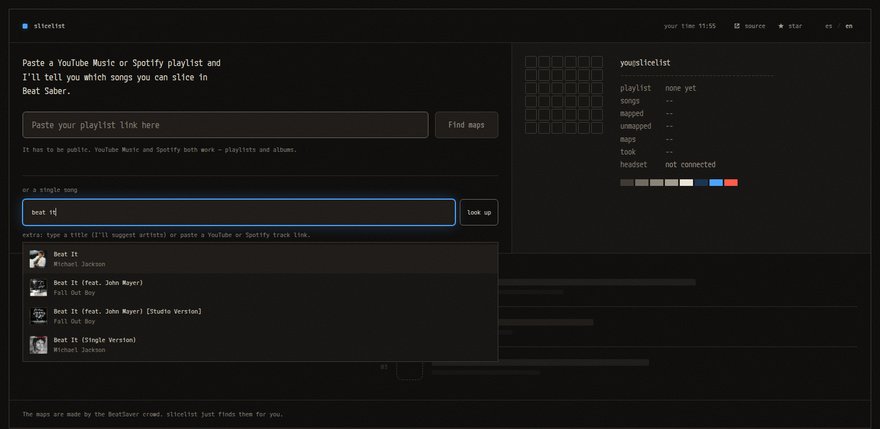 slicelist
your time 11:55
source
★ star
es / en
Paste a YouTube Music or Spotify playlist and
I'll tell you which songs you can slice in
Beat Saber.
Paste your playlist link here
Find maps
It has to be public. YouTube Music and Spotify both work — playlists and albums.
or a single song
beat it
look up
extra: type a title (I'll suggest artists) or paste a YouTube or Spotify track link.
Beat It
Michael Jackson
Beat It (feat. John Mayer)
Fall Out Boy
Beat It (feat. John Mayer) [Studio Version]
Fall Out Boy
Beat It (Single Version)
Michael Jackson
you@slicelist
playlist none yet
songs --
mapped --
unmapped --
maps --
took --
headset not connected
The maps are made by the BeatSaver crowd. slicelist just finds them for you.